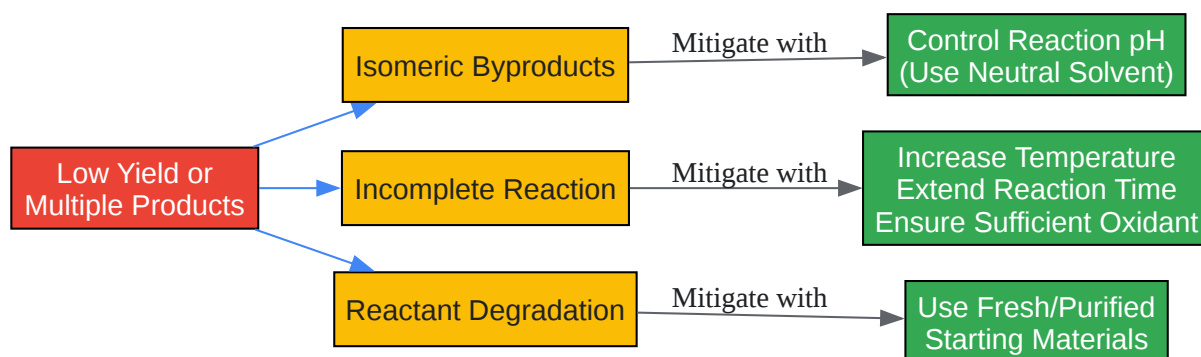 Low Yield or
Multiple Products
Isomeric Byproducts
Mitigate with
Control Reaction pH
(Use Neutral Solvent)
Incomplete Reaction
Mitigate with
Increase Temperature
Extend Reaction Time
Ensure Sufficient Oxidant
Reactant Degradation
Mitigate with
Use Fresh/Purified
Starting Materials